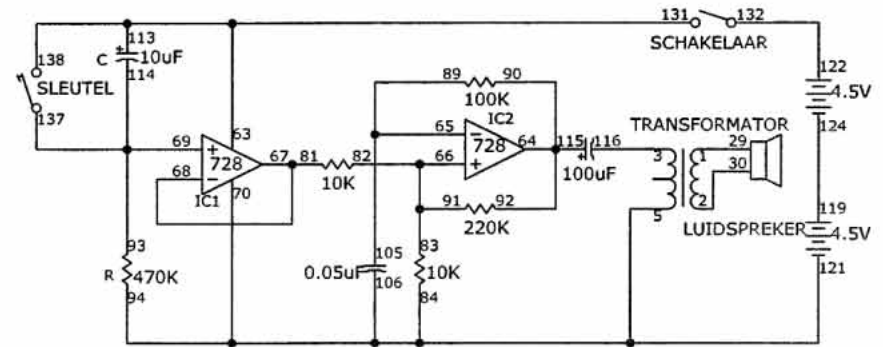 131 132
SCHAKELAAR
138
SLEUTEL
137
113
C 10uF
114
122
4.5V
124
89 90
100K
IC2
63
69 + 67 81 82
68 − 728
10K
IC1 70
65 −
728 64
66 +
115 116
100uF
TRANSFORMATOR
3 1 29
30
5 2
LUIDSPREKER
119
4.5V
121
91 92
220K
93
R 470K
94
105
0.05uF
106
83
10K
84